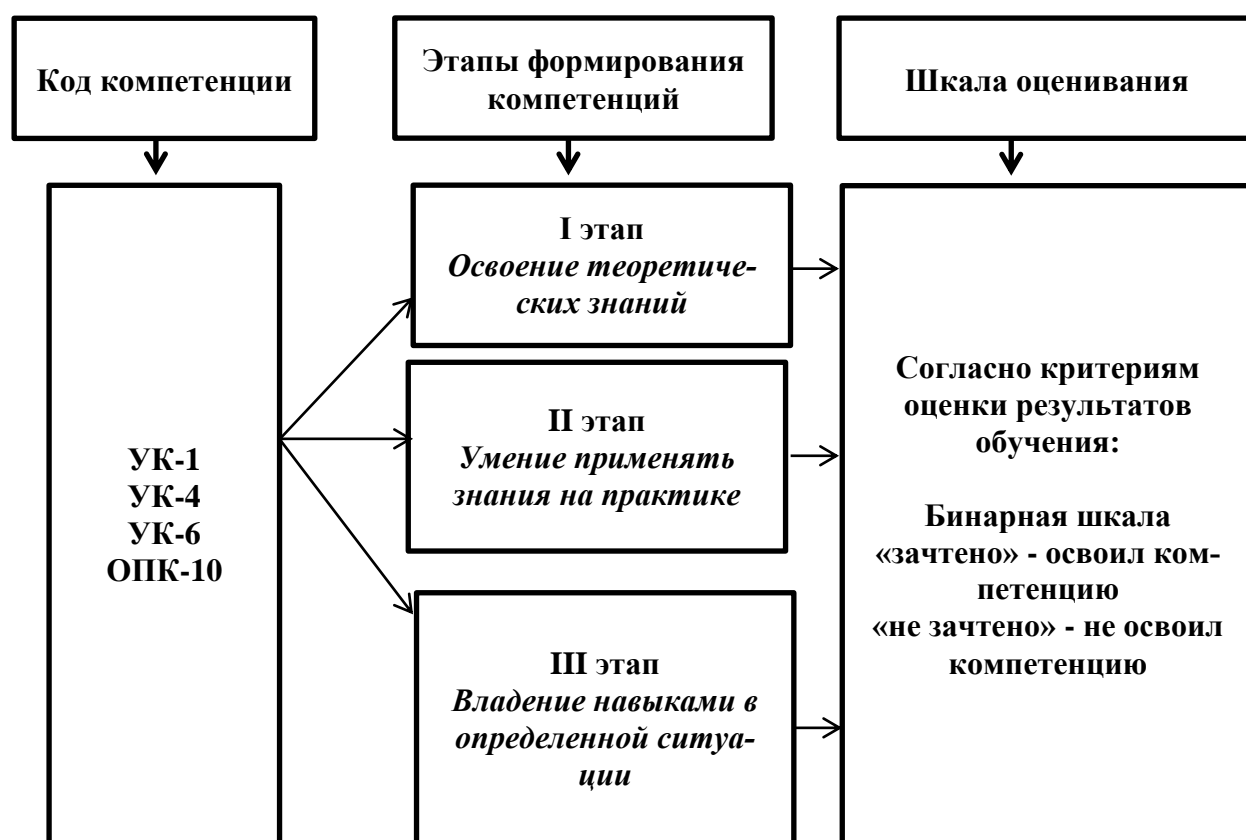 Код компетенции
Этапы формирования
компетенций
Шкала оценивания
УК-1
УК-4
УК-6
ОПК-10
I этап
Освоение теоретиче-
ских знаний
II этап
Умение применять
знания на практике
III этап
Владение навыками в
определенной ситуа-
ции
Согласно критериям
оценки результатов
обучения:
Бинарная шкала
«зачтено» - освоил ком-
петенцию
«не зачтено» - не освоил
компетенцию